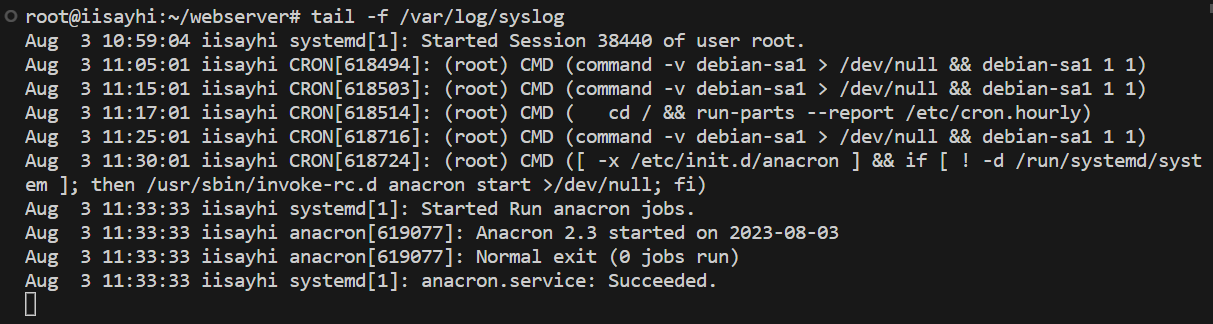 root@iisayhi:~/webserver# tail -f /var/log/syslog
Aug  3 10:59:04 iisayhi systemd[1]: Started Session 38440 of user root.
Aug  3 11:05:01 iisayhi CRON[618494]: (root) CMD (command -v debian-sa1 > /dev/null && debian-sa1 1 1)
Aug  3 11:15:01 iisayhi CRON[618503]: (root) CMD (command -v debian-sa1 > /dev/null && debian-sa1 1 1)
Aug  3 11:17:01 iisayhi CRON[618514]: (root) CMD (   cd / && run-parts --report /etc/cron.hourly)
Aug  3 11:25:01 iisayhi CRON[618716]: (root) CMD (command -v debian-sa1 > /dev/null && debian-sa1 1 1)
Aug  3 11:30:01 iisayhi CRON[618724]: (root) CMD ([ -x /etc/init.d/anacron ] && if [ ! -d /run/systemd/syst
em ]; then /usr/sbin/invoke-rc.d anacron start >/dev/null; fi)
Aug  3 11:33:33 iisayhi systemd[1]: Started Run anacron jobs.
Aug  3 11:33:33 iisayhi anacron[619077]: Anacron 2.3 started on 2023-08-03
Aug  3 11:33:33 iisayhi anacron[619077]: Normal exit (0 jobs run)
Aug  3 11:33:33 iisayhi systemd[1]: anacron.service: Succeeded.